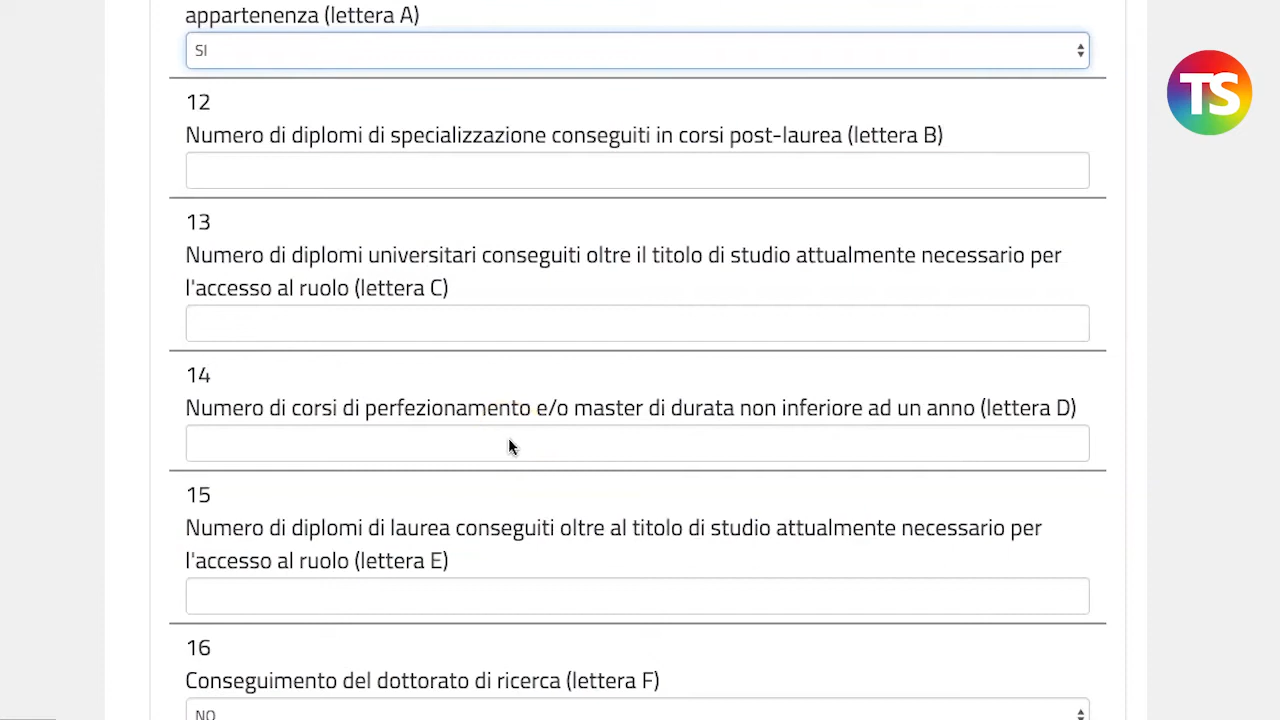 appartenenza (lettera A)
SI
TS
12
Numero di diplomi di specializzazione conseguiti in corsi post-laurea (lettera B)
13
Numero di diplomi universitari conseguiti oltre il titolo di studio attualmente necessario per
l'accesso al ruolo (lettera C)
14
Numero di corsi di perfezionamento e/o master di durata non inferiore ad un anno (lettera D)
15
Numero di diplomi di laurea conseguiti oltre al titolo di studio attualmente necessario per
l'accesso al ruolo (lettera E)
16
Conseguimento del dottorato di ricerca (lettera F)
NO